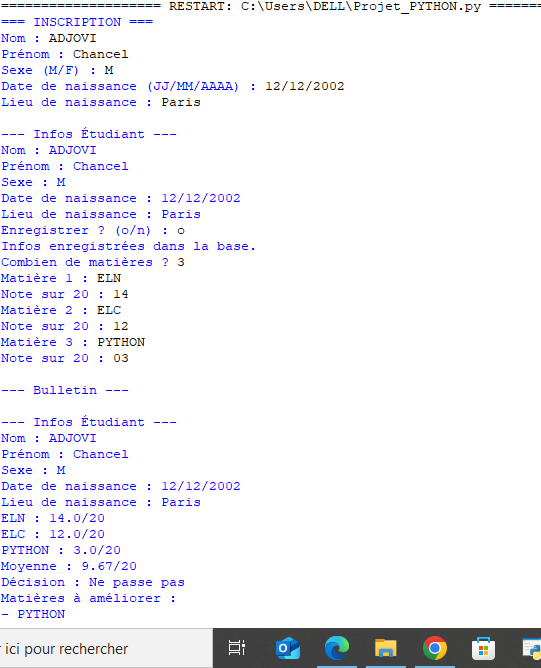 ==================== RESTART: C:\Users\DELL\Projet_PYTHON.py =======
=== INSCRIPTION ===
Nom : ADJOVI
Prénom : Chancel
Sexe (M/F) : M
Date de naissance (JJ/MM/AAAA) : 12/12/2002
Lieu de naissance : Paris
--- Infos Étudiant ---
Nom : ADJOVI
Prénom : Chancel
Sexe : M
Date de naissance : 12/12/2002
Lieu de naissance : Paris
Enregistrer ? (o/n) : o
Infos enregistrées dans la base.
Combien de matières ? 3
Matière 1 : ELN
Note sur 20 : 14
Matière 2 : ELC
Note sur 20 : 12
Matière 3 : PYTHON
Note sur 20 : 03
--- Bulletin ---
--- Infos Étudiant ---
Nom : ADJOVI
Prénom : Chancel
Sexe : M
Date de naissance : 12/12/2002
Lieu de naissance : Paris
ELN : 14.0/20
ELC : 12.0/20
PYTHON : 3.0/20
Moyenne : 9.67/20
Décision : Ne passe pas
Matières à améliorer :
- PYTHON
r ici pour rechercher